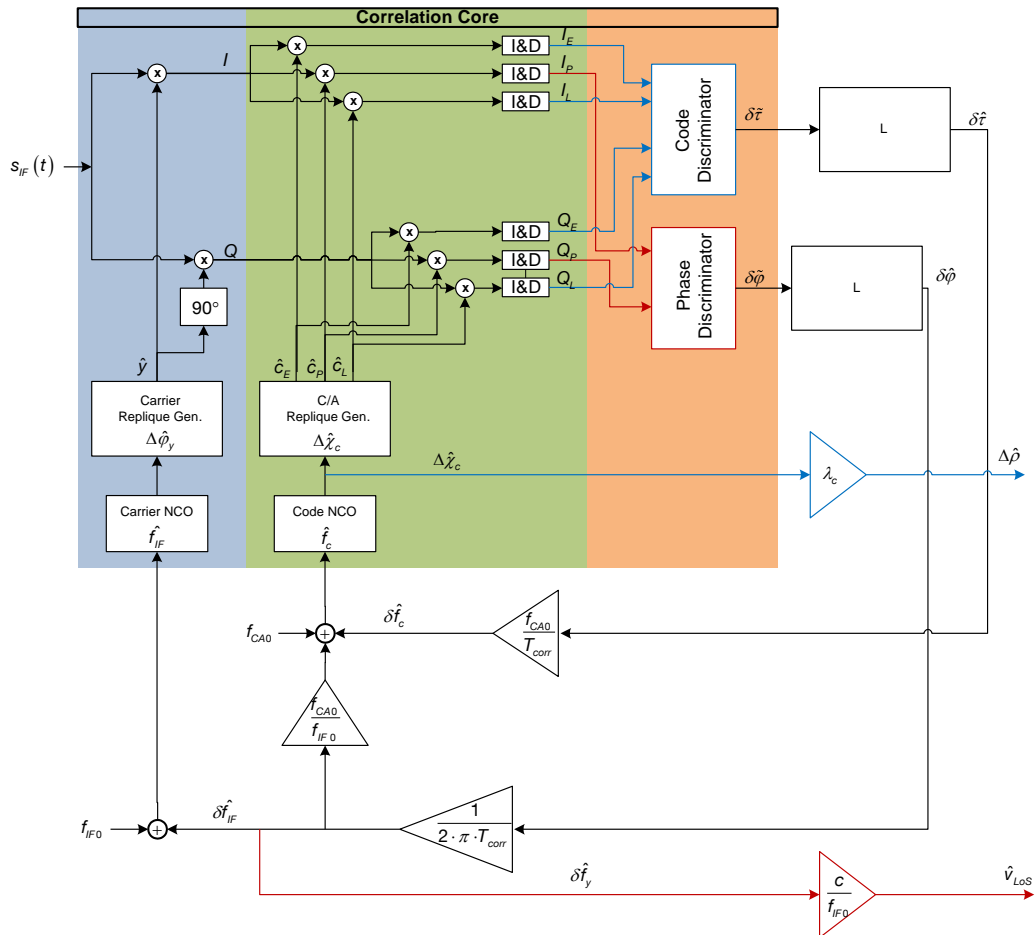 Correlation Core
I
x
x
x
x
I&D
I_E
I&D
I_P
I&D
I_L
Code
Discriminator
δτ̃
L
δτ̂
s_IF(t)
x
Q
x
x
x
I&D
Q_E
I&D
Q_P
I&D
Q_L
Phase
Discriminator
δφ̃
L
δφ̂
90°
ŷ
ĉ_E
ĉ_P
ĉ_L
Carrier
Replique Gen.
Δφ̂_y
C/A
Replique Gen.
Δχ̂_c
Δχ̂_c
λ_c
Δρ̂
Carrier NCO
f̂_IF
Code NCO
f̂_c
f_CA0
+
δf̂_c
f_CA0
T_corr
f_CA0
f_IF0
f_IF0
+
δf̂_IF
1
2 · π · T_corr
δf̂_y
c
f_IF0
v̂_LoS